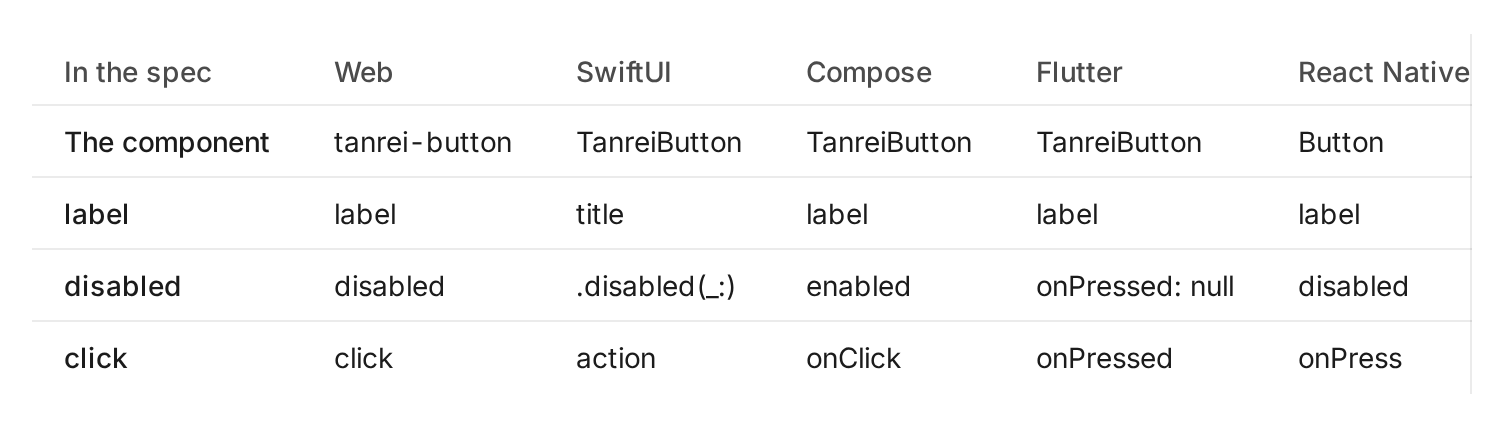 In the spec Web SwiftUI Compose Flutter React Native
The component tanrei-button TanreiButton TanreiButton TanreiButton Button
label label title label label label
disabled disabled .disabled(_:) enabled onPressed: null disabled
click click action onClick onPressed onPress